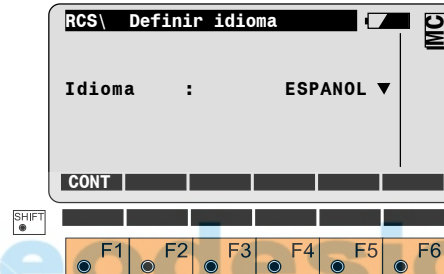 RCS\ Definir idioma
MC
Idioma : ESPANOL
CONT
SHIFT
F1 F2 F3 F4 F5 F6